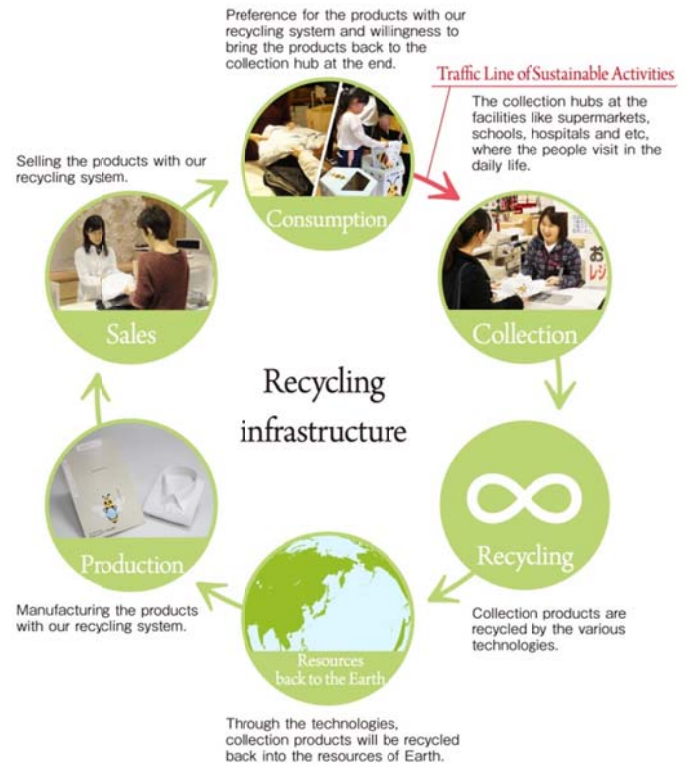 Preference for the products with our
recycling system and willingness to
bring the products back to the
collection hub at the end.
Traffic Line of Sustainable Activities
The collection hubs at the
facilities like supermarkets,
schools, hospitals and etc,
where the people visit in the
daily life.
Selling the products with our
recycling system.
Consumption
お
レジ
Sales
Collection
Recycling
infrastructure
Production
Recycling
Manufacturing the products
with our recycling system.
Resources
back to the Earth
Collection products are
recycled by the various
technologies.
Through the technologies,
collection products will be recycled
back into the resources of Earth.